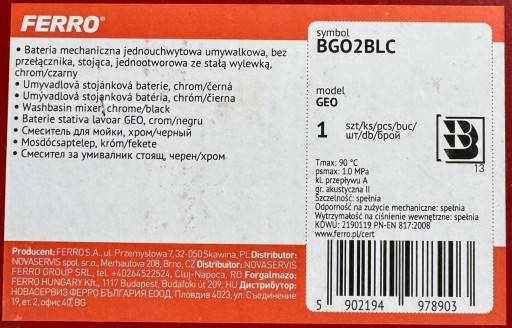 FERRO®
• Bateria mechaniczna jednouchwytowa umywalkowa, bez
przełącznika, stojąca, jednootworowa ze stałą wylewką,
chrom/czarny
• Umyvadlová stojánková baterie, chrom/černá
• Umývadlová stojanková batéria, chróm/čierna
• Washbasin mixer, chrome/black
• Baterie stativa lavoar GEO, crom/negru
• Смеситель для мойки, хром/черный
• Mosdócsaptelep, króm/fekete
• Смесител за умивалник стоящ, черен/хром
symbol
BGO2BLC
model
GEO
1 szt/ks/pcs/buc/
шт/db/брой
B
13
Tmax: 90 °C
psmax: 1.0 MPa
kl. przepływu A
gr. akustyczna II
Szczelność: spełnia
Odporność na zużycie mechaniczne: spełnia
Wytrzymałość na ciśnienie wewnętrzne: spełnia
KDWU: 2190119 PN-EN 817:2008
www.ferro.pl/cert
Producent: FERRO S.A., ul. Przemysłowa 7, 32-050 Skawina, PL Distributor:
NOVASERVIS spol. sr.o., Merhautova 208, Brno, CZ Distribuitor:
FERRO GROUP SRL, tel. +40264522524, Cluj-Napoca, RO Forgalmazo:
FERRO HUNGARY Kft., 1117 Budapest, Budafoki út 209, HU Дистрибутор:
НОВАСЕРВИЗ ФЕРРО БЪЛГАРИЯ ЕООД, Пловдив 4023, ул. Кукленско шосе
19, ет. 2, офис 40, BG
5 902194 978903